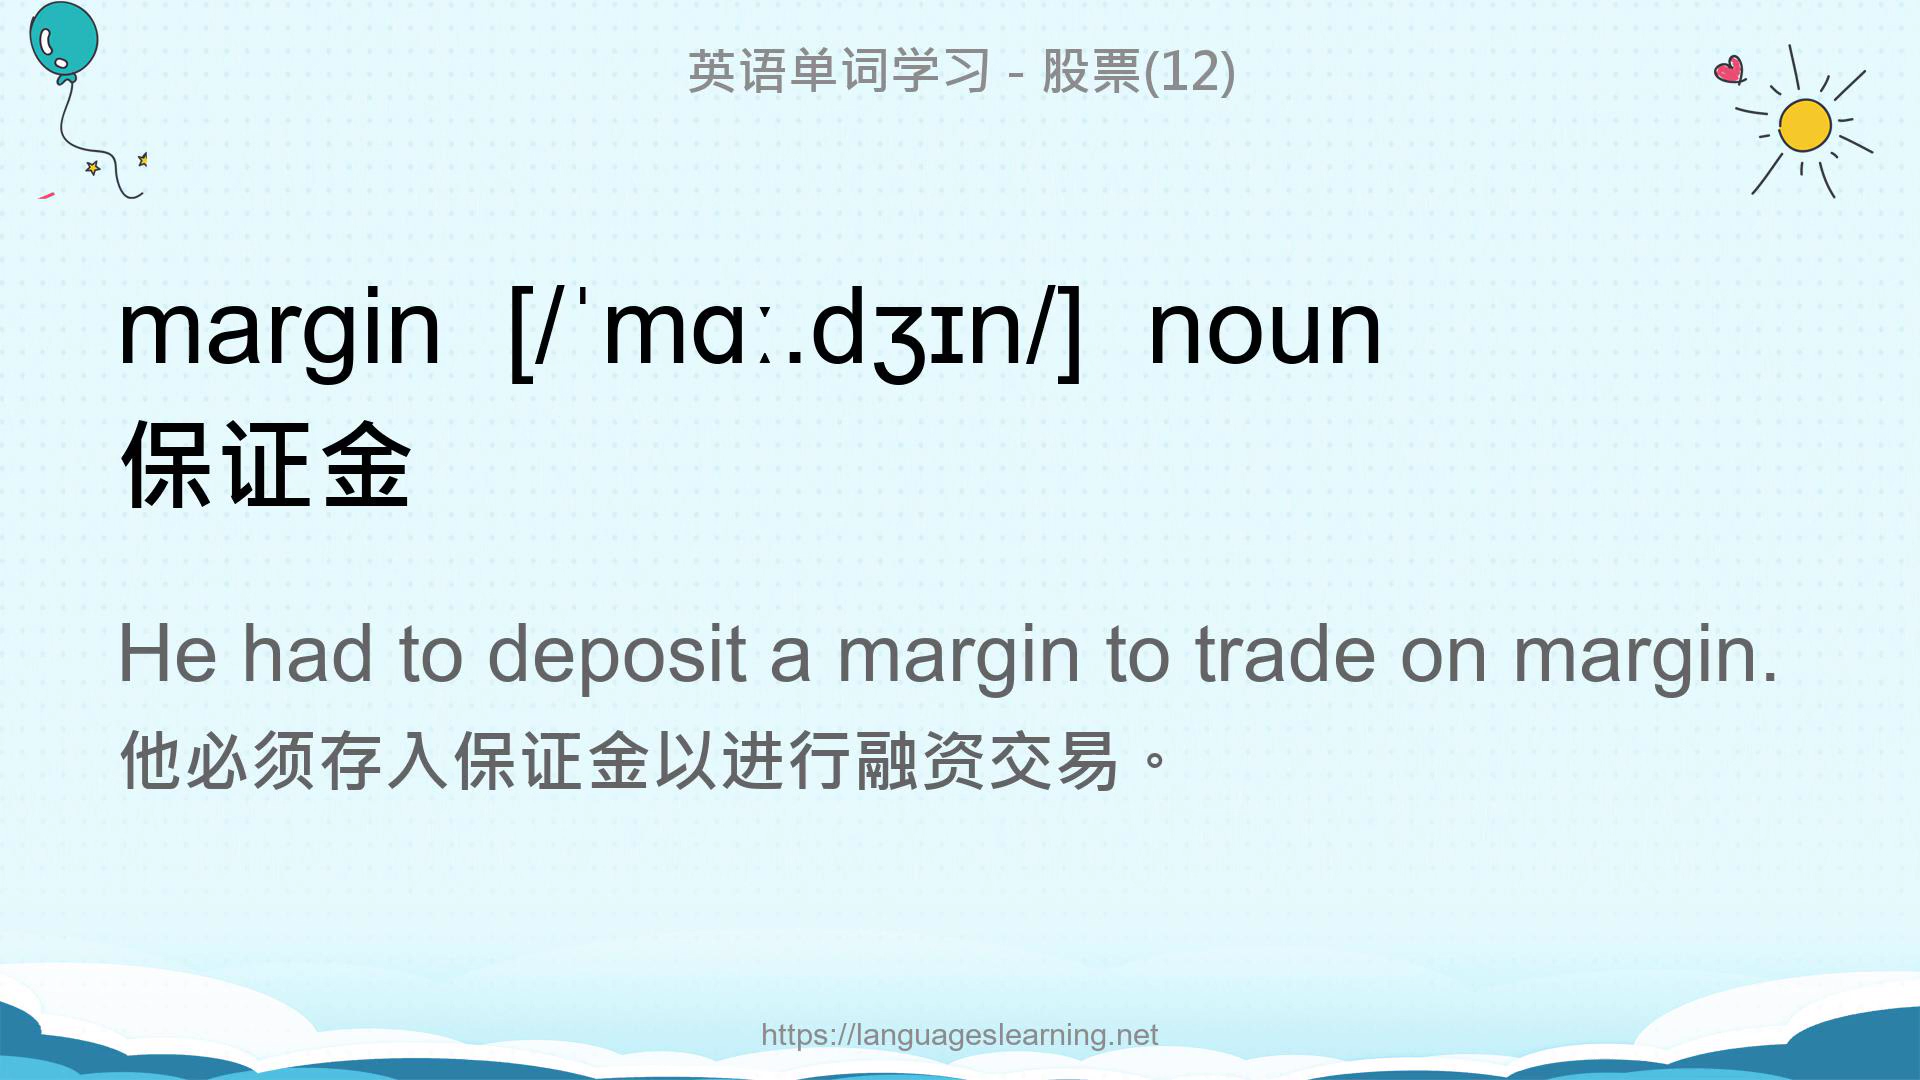 英语单词学习 - 股票(12)
margin [/ˈmɑː.dʒɪn/] noun
保证金
He had to deposit a margin to trade on margin.
他必须存入保证金以进行融资交易。
https://languageslearning.net